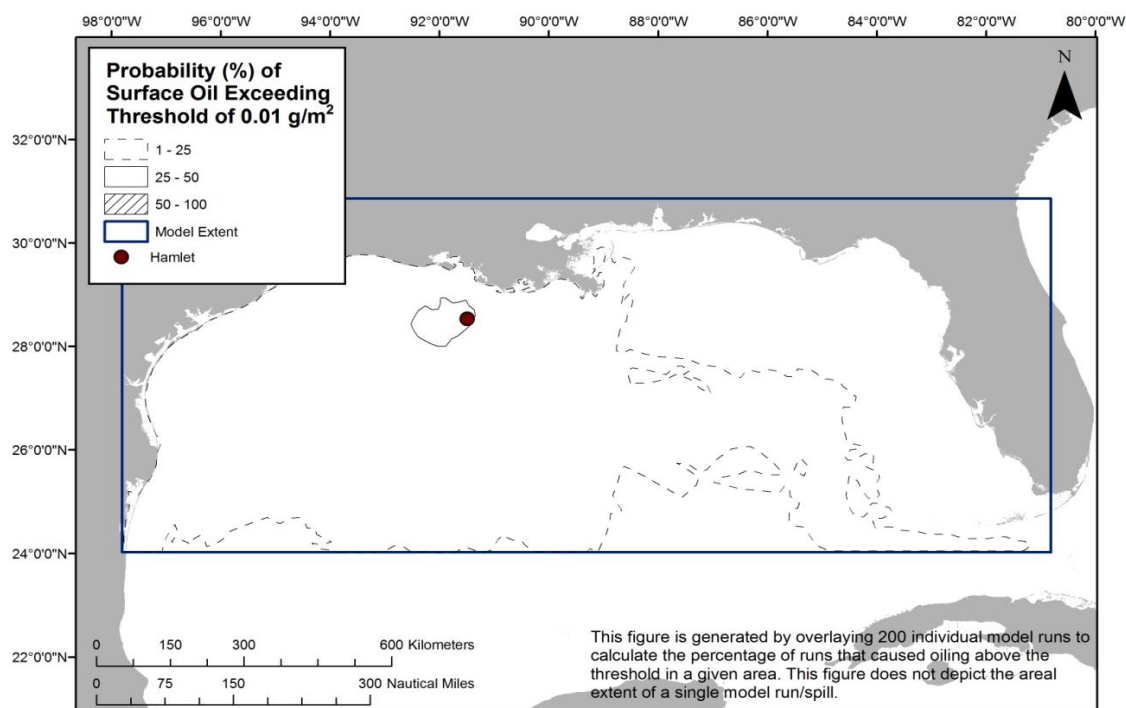 98°0'0"W 96°0'0"W 94°0'0"W 92°0'0"W 90°0'0"W 88°0'0"W 86°0'0"W 84°0'0"W 82°0'0"W 80°0'0"W
Probability (%) of
Surface Oil Exceeding
Threshold of 0.01 g/m²
1 - 25
25 - 50
50 - 100
Model Extent
Hamlet
N
32°0'0"N
30°0'0"N
28°0'0"N
26°0'0"N
24°0'0"N
22°0'0"N
0 150 300 600 Kilometers
0 75 150 300 Nautical Miles
This figure is generated by overlaying 200 individual model runs to
calculate the percentage of runs that caused oiling above the
threshold in a given area. This figure does not depict the areal
extent of a single model run/spill.